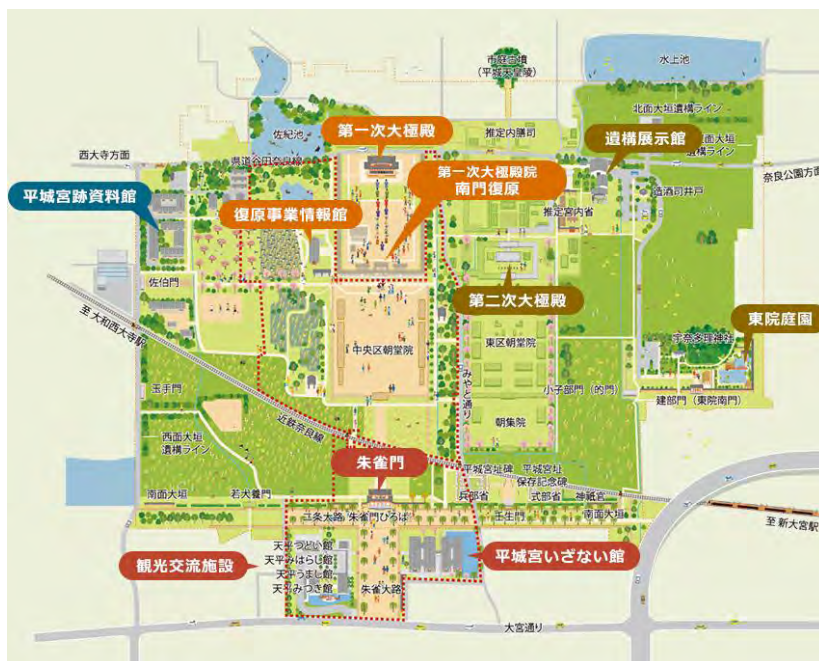 市庭古墳
(平城天皇陵)
水上池
北面大垣遺構ライン
佐紀池
第一次大極殿
推定内膳司
遺構展示館
遺構ライン
西大寺方面
県道谷田奈良線
奈良公園方面
第一次大極殿院
南門復原
造酒司井戸
平城宮跡資料館
復原事業情報館
推定宮内省
佐伯門
第二次大極殿
至 大和西大寺駅
東院庭園
中央区朝堂院
東区朝堂院
宇奈多理神社
みやと通り
玉手門
小子部門(的門)
建部門(東院南門)
近鉄奈良線
朝集院
西面大垣
遺構ライン
朱雀門
平城宮址碑
平城宮址
保存記念碑
兵部省
式部省
神祇官
南面大垣
若犬養門
二条大路
朱雀門ひろば
壬生門
南面大垣
至 新大宮駅
天平つどい館
天平みはらし館
天平うまし館
天平みつき館
観光交流施設
平城宮いざない館
朱雀大路
大宮通り